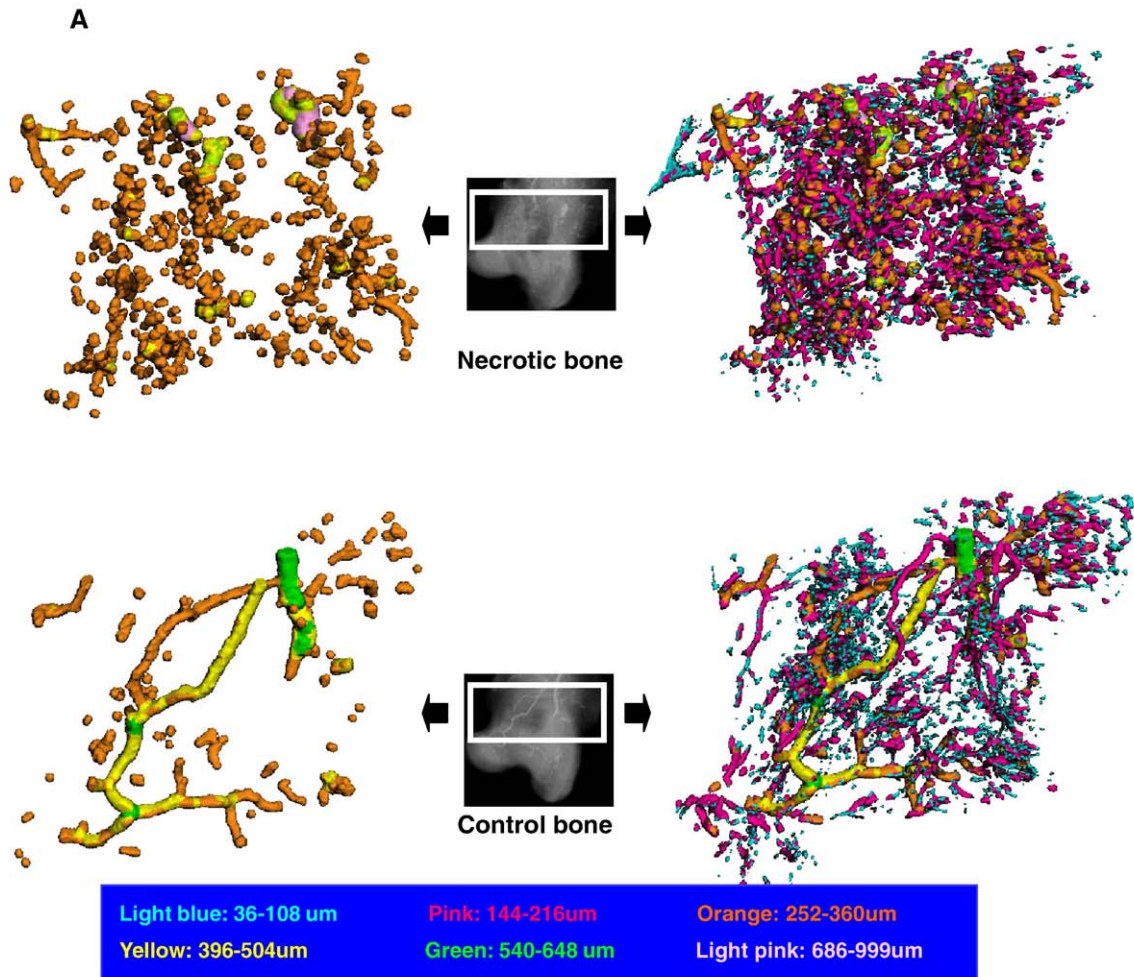 A
Necrotic bone
Control bone
Light blue: 36-108 um Pink: 144-216um Orange: 252-360um
Yellow: 396-504um Green: 540-648 um Light pink: 686-999um